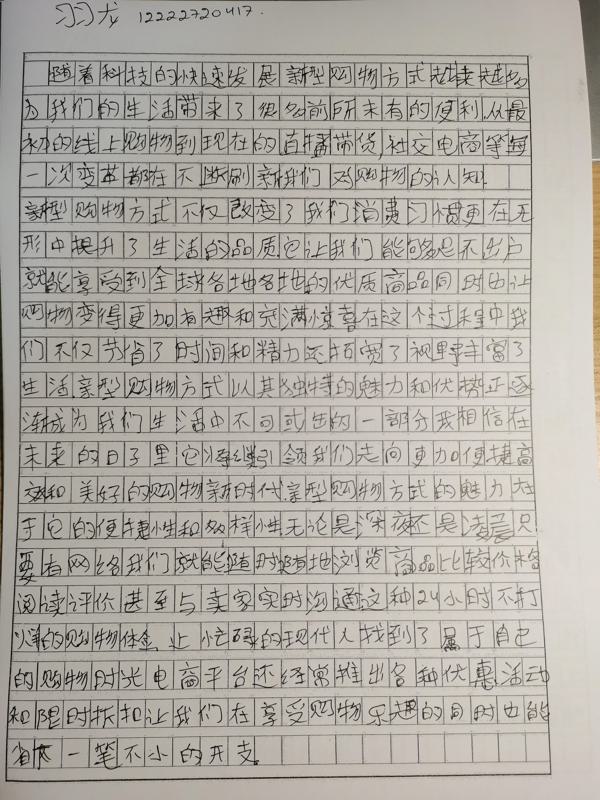 习习龙 12222720417.
随着科技的快速发展新型购物方式越来越多
为我们的生活带来了很多前所未有的便利从最
初的线上购物到现在的直播带货,社交电商等每
一次变革都在不断刷新我们对购物的认知.
新型购物方式不仅改变了我们消费习惯更在无
形中提升了生活的品质.它让我们能够足不出户
就能享受到全球各地各地的优质商品同时也让
购物变得更加有趣和充满惊喜在这个过程中我
们不仅节省了时间和精力还拓宽了视野丰富了
生活新型购物方式以其独特的魅力和优势正逐
渐成为我们生活中不可或缺的一部分我相信在
未来的日子里它将继续引领我们走向更加便捷高
效和美好的购物新时代.新型购物方式的魅力在
于它的便捷性和多样性无论是深夜还是凌晨只
要有网络我们就能随时随地浏览商品比较价格
阅读评价甚至与卖家实时沟通这种24小时不打
烊的购物体念让忙碌的现代人找到了属于自己
的购物时光电商平台还经常推出各种优惠活动
和限时折扣让我们在享受购物乐趣的同时也能
省下一笔不小的开支.